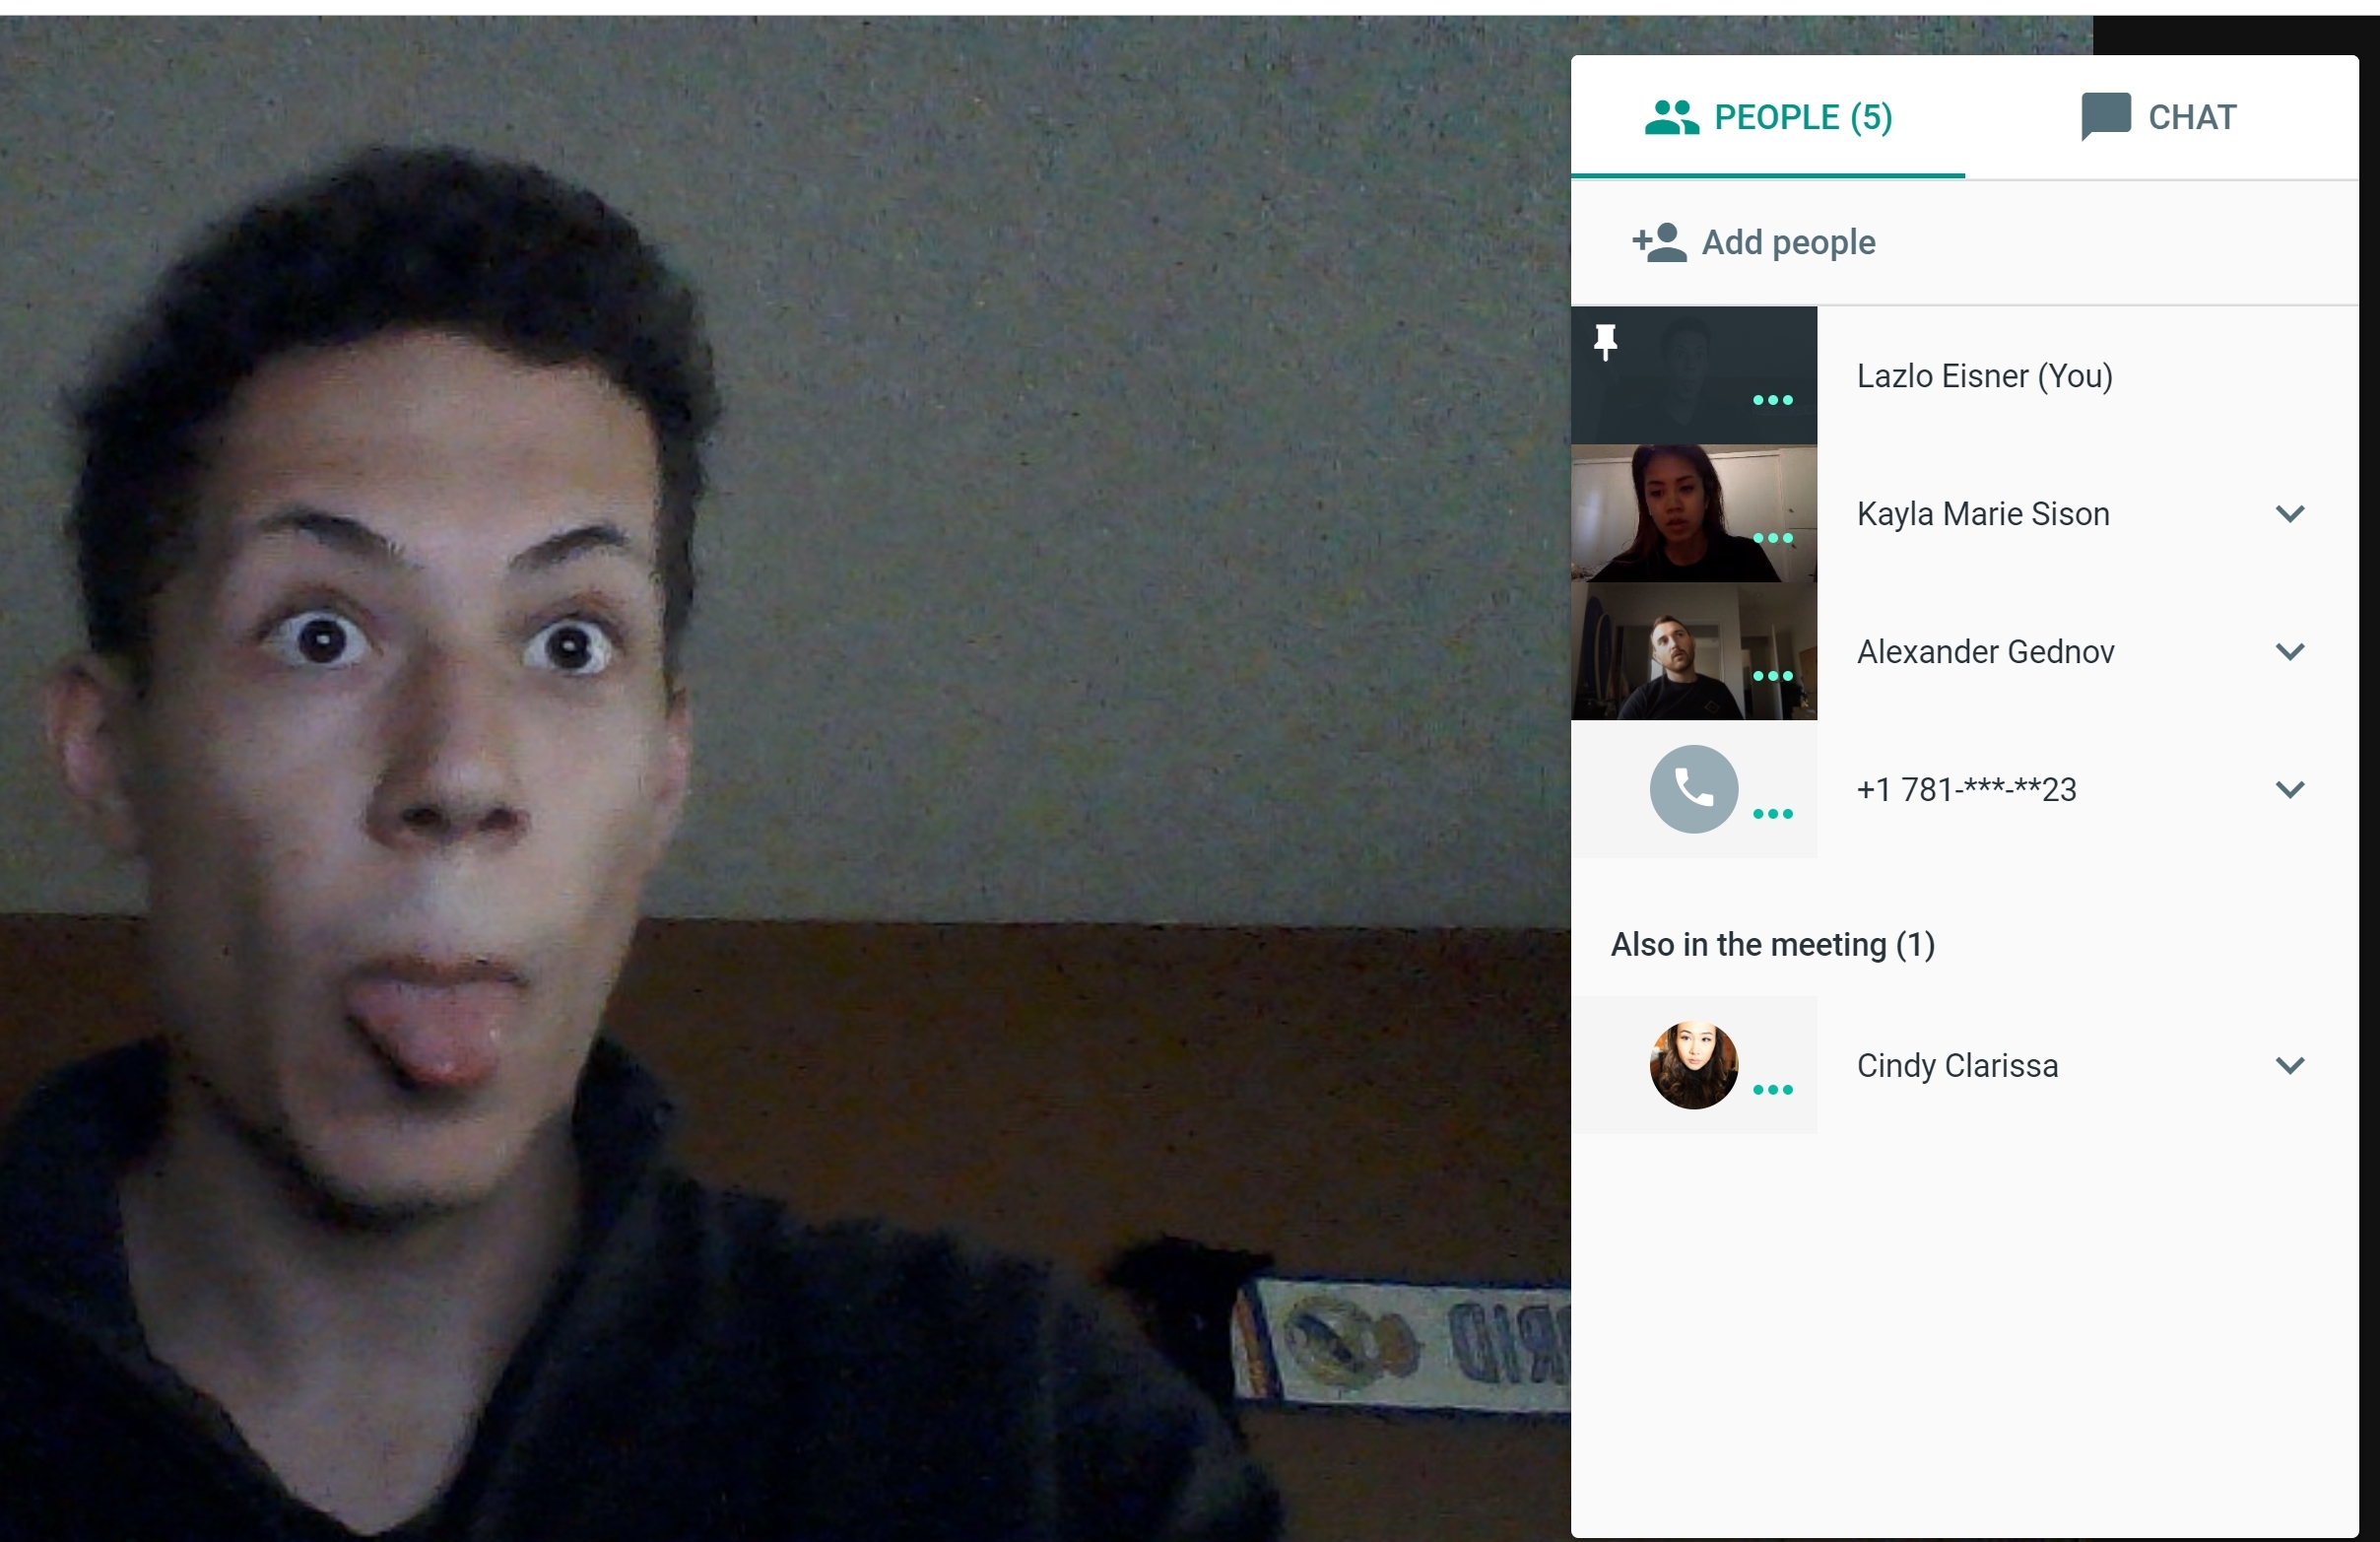 PEOPLE (5)
CHAT
Add people
Lazlo Eisner (You)
Kayla Marie Sison
Alexander Gednov
+1 781-***-**23
Also in the meeting (1)
Cindy Clarissa